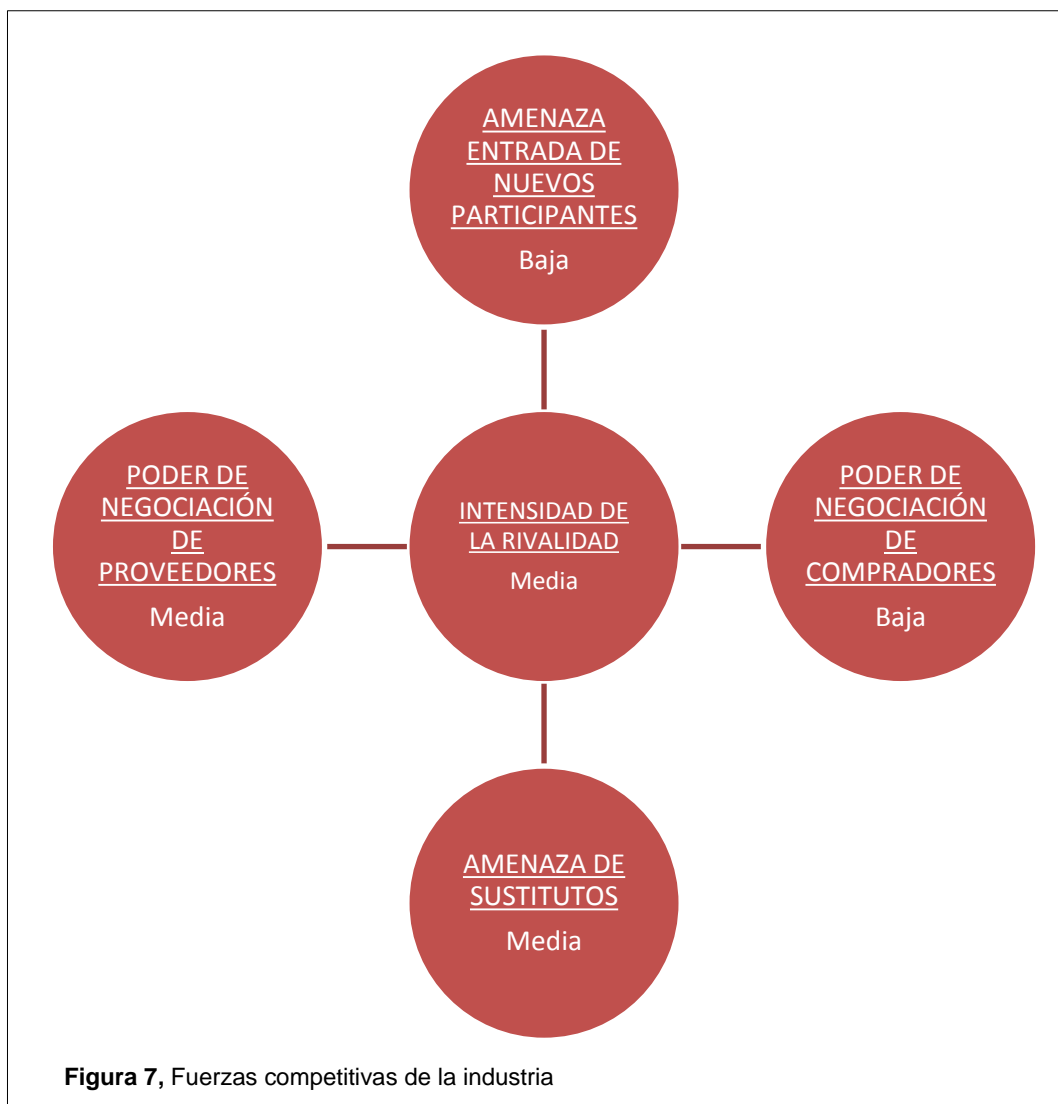 AMENAZA
ENTRADA DE
NUEVOS
PARTICIPANTES
Baja
PODER DE
NEGOCIACIÓN
DE
PROVEEDORES
Media
INTENSIDAD DE
LA RIVALIDAD
Media
PODER DE
NEGOCIACIÓN
DE
COMPRADORES
Baja
AMENAZA DE
SUSTITUTOS
Media
Figura 7, Fuerzas competitivas de la industria